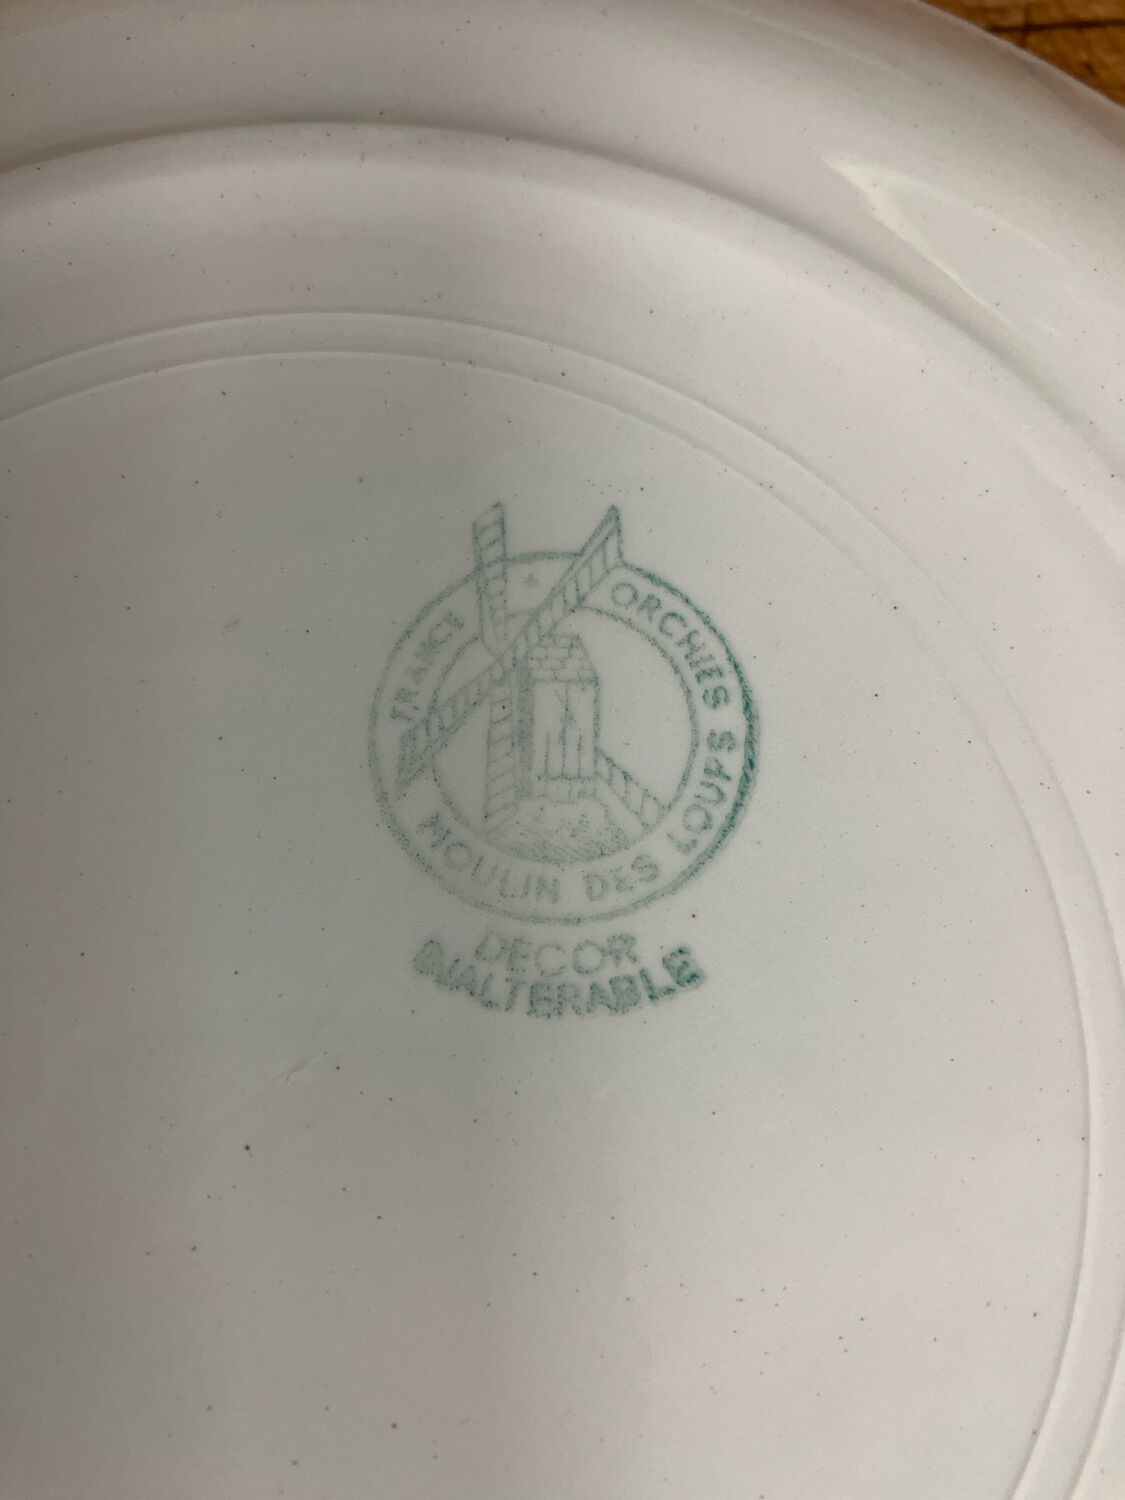 FRANCE
ORCHIES
MOULIN DES LOUPS
DECOR
INALTERABLE